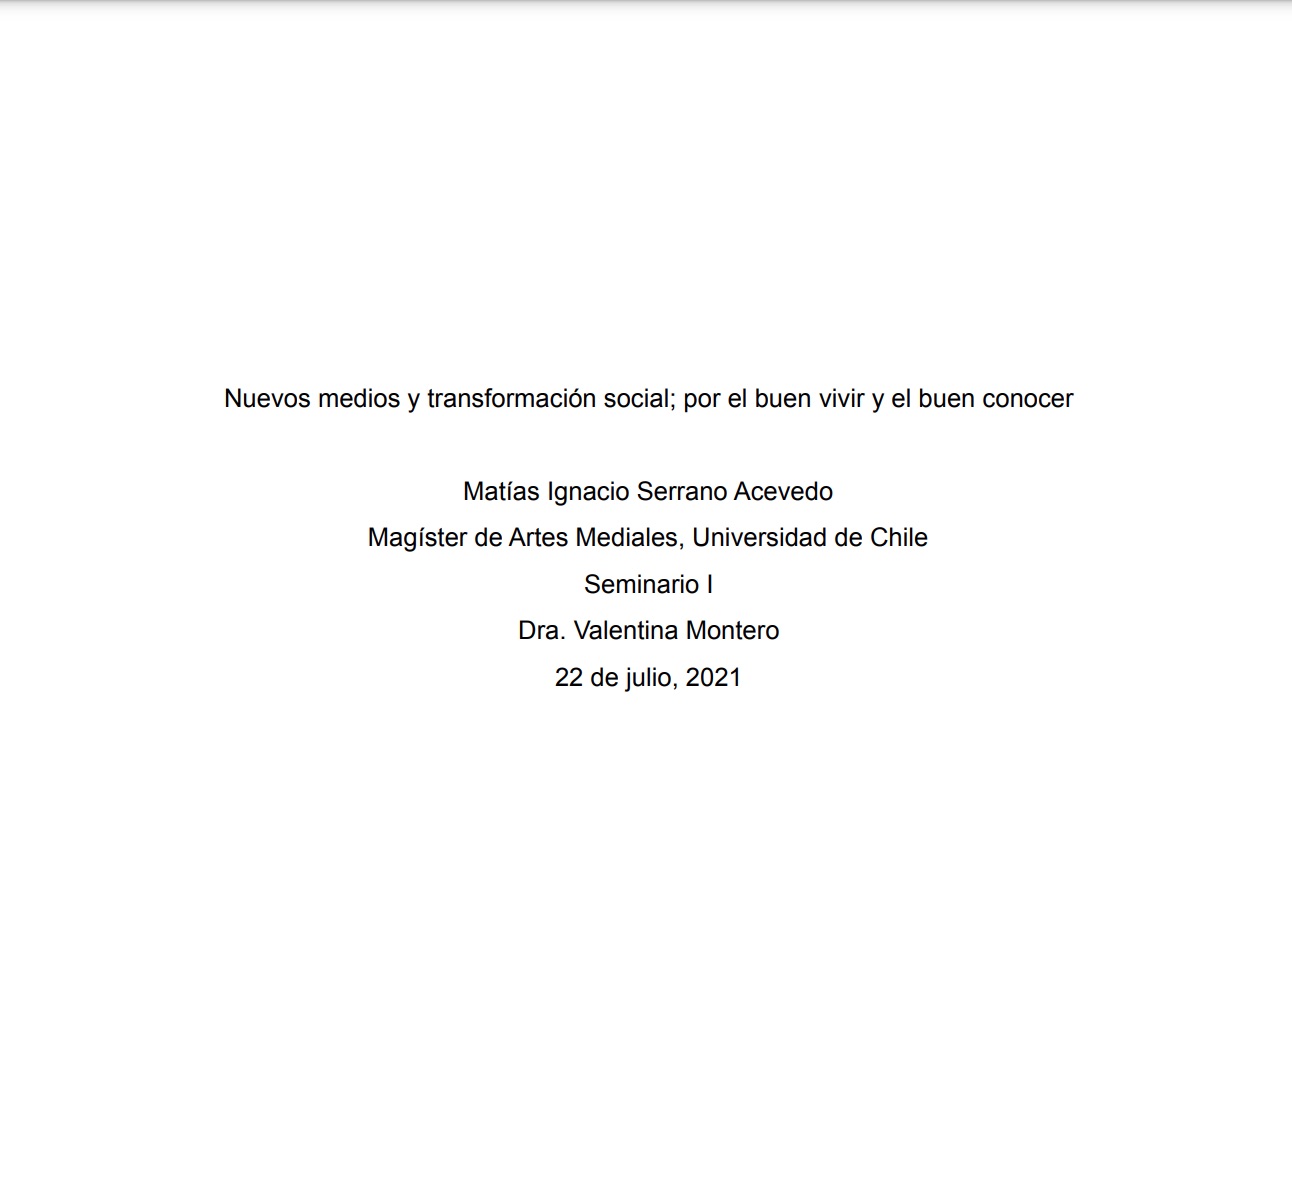 Nuevos medios y transformación social; por el buen vivir y el buen conocer
Matías Ignacio Serrano Acevedo
Magíster de Artes Mediales, Universidad de Chile
Seminario I
Dra. Valentina Montero
22 de julio, 2021